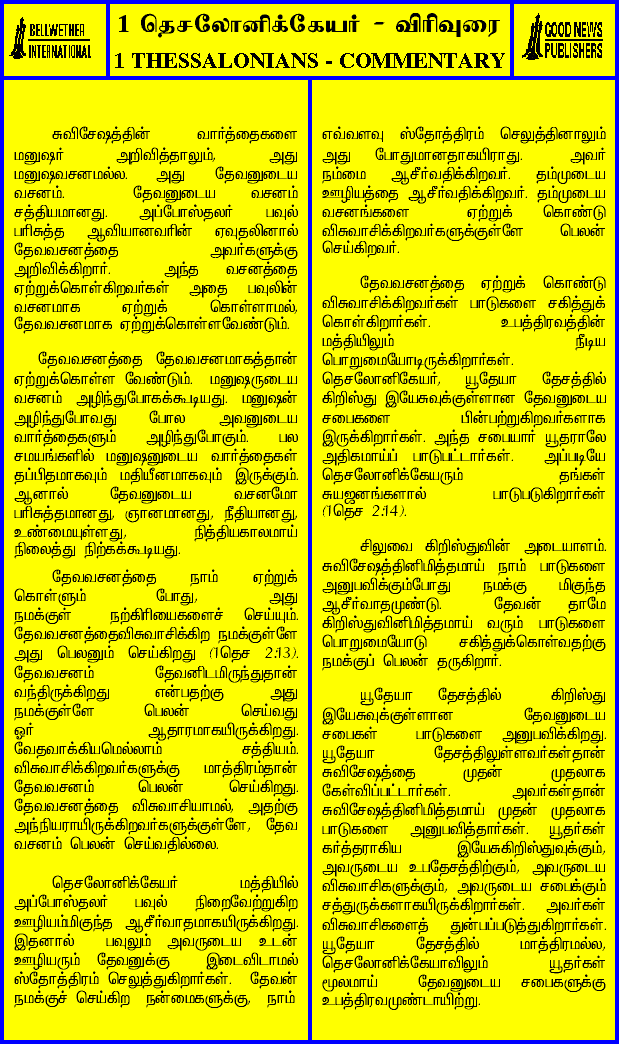 BELLWETHER
INTERNATIONAL
1 தெசலோனிக்கேயர் - விரிவுரை
1 THESSALONIANS - COMMENTARY
GOOD NEWS
PUBLISHERS
சுவிசேஷத்தின் வார்த்தைகளை
மனுஷர் அறிவித்தாலும், அது
மனுஷவசனமல்ல. அது தேவனுடைய
வசனம். தேவனுடைய வசனம்
சத்தியமானது. அப்போஸ்தலர் பவுல்
பரிசுத்த ஆவியானவரின் ஏவுதலினால்
தேவவசனத்தை அவர்களுக்கு
அறிவிக்கிறார். அந்த வசனத்தை
ஏற்றுக்கொள்கிறவர்கள் அதை பவுலின்
வசனமாக ஏற்றுக் கொள்ளாமல்,
தேவவசனமாக ஏற்றுக்கொள்ளவேண்டும்.
தேவவசனத்தை தேவவசனமாகத்தான்
ஏற்றுக்கொள்ள வேண்டும். மனுஷருடைய
வசனம் அழிந்துபோகக்கூடியது. மனுஷன்
அழிந்துபோவது போல அவனுடைய
வார்த்தைகளும் அழிந்துபோகும். பல
சமயங்களில் மனுஷனுடைய வார்த்தைகள்
தப்பிதமாகவும் மதியீனமாகவும் இருக்கும்.
ஆனால் தேவனுடைய வசனமோ
பரிசுத்தமானது, ஞானமானது, நீதியானது,
உண்மையுள்ளது, நித்தியகாலமாய்
நிலைத்து நிற்கக்கூடியது.
தேவவசனத்தை நாம் ஏற்றுக்
கொள்ளும் போது, அது
நமக்குள் நற்கிரியைகளைச் செய்யும்.
தேவவசனத்தைவிசுவாசிக்கிற நமக்குள்ளே
அது பெலனும் செய்கிறது (1தெச 2:13).
தேவவசனம் தேவனிடமிருந்துதான்
வந்திருக்கிறது என்பதற்கு அது
நமக்குள்ளே பெலன் செய்வது
ஓர் ஆதாரமாகயிருக்கிறது.
வேதவாக்கியமெல்லாம் சத்தியம்.
விசுவாசிக்கிறவர்களுக்கு மாத்திரம்தான்
தேவவசனம் பெலன் செய்கிறது.
தேவவசனத்தை விசுவாசியாமல், அதற்கு
அந்நியராயிருக்கிறவர்களுக்குள்ளே, தேவ
வசனம் பெலன் செய்வதில்லை.
தெசலோனிக்கேயர் மத்தியில்
அப்போஸ்தலர் பவுல் நிறைவேற்றுகிற
ஊழியம்மிகுந்த ஆசீர்வாதமாகயிருக்கிறது.
இதனால் பவுலும் அவருடைய உடன்
ஊழியரும் தேவனுக்கு இடைவிடாமல்
ஸ்தோத்திரம் செலுத்துகிறார்கள். தேவன்
நமக்குச் செய்கிற நன்மைகளுக்கு, நாம்
எவ்வளவு ஸ்தோத்திரம் செலுத்தினாலும்
அது போதுமானதாகயிராது. அவர்
நம்மை ஆசீர்வதிக்கிறவர். தம்முடைய
ஊழியத்தை ஆசீர்வதிக்கிறவர். தம்முடைய
வசனங்களை ஏற்றுக் கொண்டு
விசுவாசிக்கிறவர்களுக்குள்ளே பெலன்
செய்கிறவர்.
தேவவசனத்தை ஏற்றுக் கொண்டு
விசுவாசிக்கிறவர்கள் பாடுகளை சகித்துக்
கொள்கிறார்கள். உபத்திரவத்தின்
மத்தியிலும் நீடிய
பொறுமையோடிருக்கிறார்கள்.
தெசலோனிகேயர், யூதேயா தேசத்தில்
கிறிஸ்து இயேசுவுக்குள்ளான தேவனுடைய
சபைகளை பின்பற்றுகிறவர்களாக
இருக்கிறார்கள். அந்த சபையார் யூதராலே
அதிகமாய்ப் பாடுபட்டார்கள். அப்படியே
தெசலோனிக்கேயரும் தங்கள்
சுயஜனங்களால் பாடுபடுகிறார்கள்
(1தெச 2:14).
சிலுவை கிறிஸ்துவின் அடையாளம்.
சுவிசேஷத்தினிமித்தமாய் நாம் பாடுகளை
அனுபவிக்கும்போது நமக்கு மிகுந்த
ஆசீர்வாதமுண்டு. தேவன் தாமே
கிறிஸ்துவினிமித்தமாய் வரும் பாடுகளை
பொறுமையோடு சகித்துக்கொள்வதற்கு
நமக்குப் பெலன் தருகிறார்.
யூதேயா தேசத்தில் கிறிஸ்து
இயேசுவுக்குள்ளான தேவனுடைய
சபைகள் பாடுகளை அனுபவிக்கிறது.
யூதேயா தேசத்திலுள்ளவர்கள்தான்
சுவிசேஷத்தை முதன் முதலாக
கேள்விப்பட்டார்கள். அவர்கள்தான்
சுவிசேஷத்தினிமித்தமாய் முதன் முதலாக
பாடுகளை அனுபவித்தார்கள். யூதர்கள்
கர்த்தராகிய இயேசுகிறிஸ்துவுக்கும்,
அவருடைய உபதேசத்திற்கும், அவருடைய
விசுவாசிகளுக்கும், அவருடைய சபைக்கும்
சத்துருக்களாகயிருக்கிறார்கள். அவர்கள்
விசுவாசிகளைத் துன்பப்படுத்துகிறார்கள்.
யூதேயா தேசத்தில் மாத்திரமல்ல,
தெசலோனிக்கேயாவிலும் யூதர்கள்
மூலமாய் தேவனுடைய சபைகளுக்கு
உபத்திரவமுண்டாயிற்று.